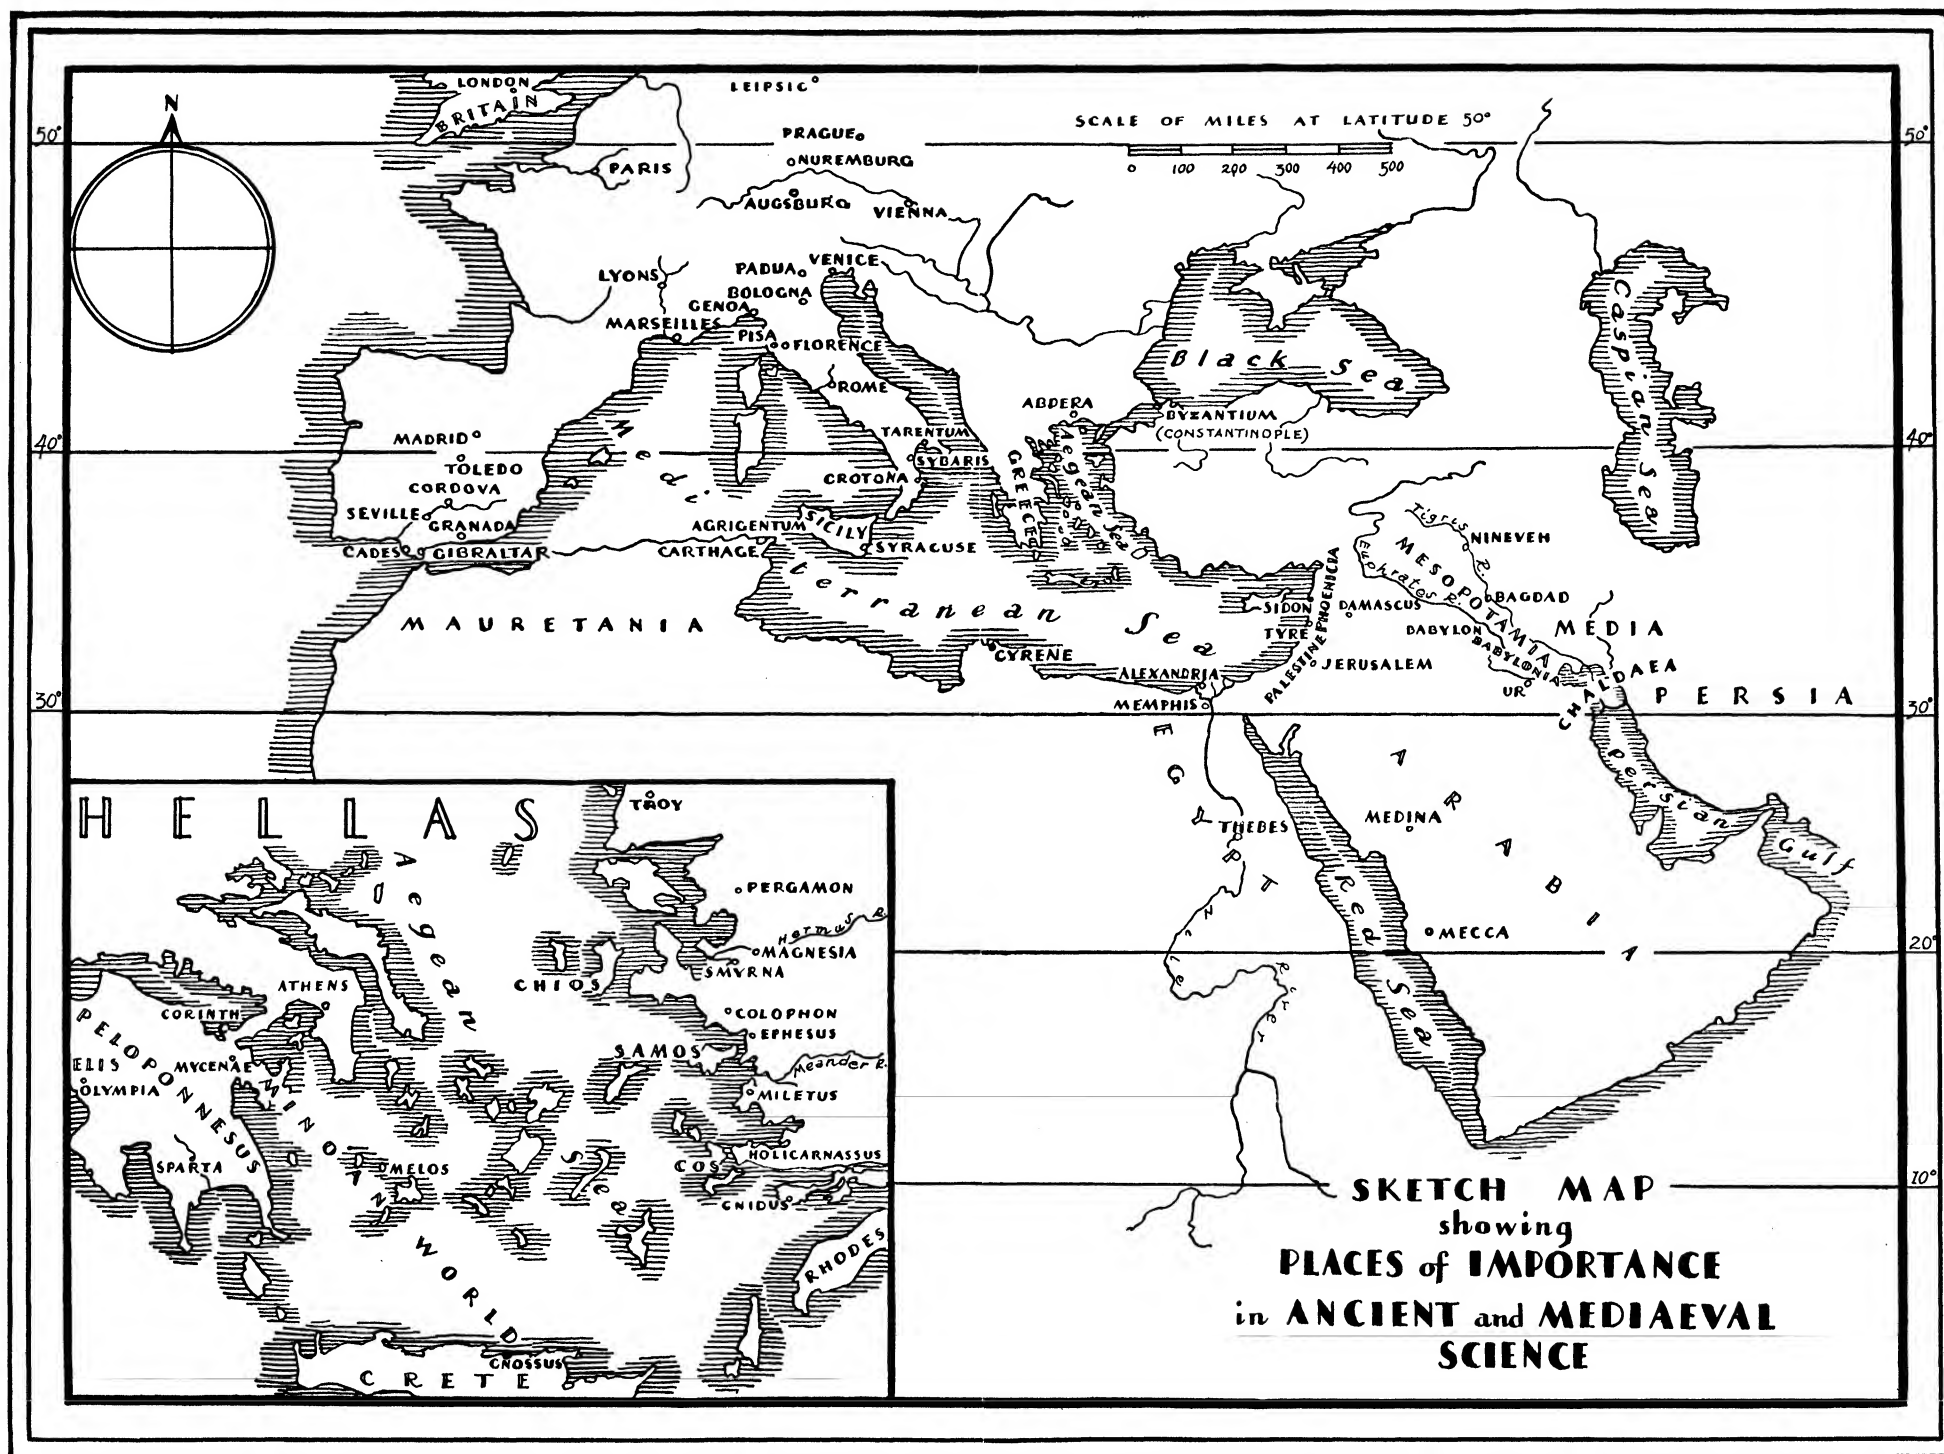 LONDON
BRITAIN
LEIPSIC
N
SCALE OF MILES AT LATITUDE 50°
0 100 200 300 400 500
50°
50°
PRAGUE
NUREMBURG
PARIS
AUGSBURG
VIENNA
LYONS
PADUA
VENICE
BOLOGNA
GENOA
MARSEILLES
PISA
FLORENCE
ROME
Black Sea
Caspian Sea
ABDERA
BYZANTIUM
(CONSTANTINOPLE)
40°
40°
MADRID
TOLEDO
CORDOVA
SEVILLE
GRANADA
CADES
GIBRALTAR
TARENTUM
SYBARIS
CROTONA
AGRIGENTUM
SICILY
SYRACUSE
CARTHAGE
GREECE
Aegean Sea
Mediterranean Sea
MAURETANIA
CYRENE
ALEXANDRIA
MEMPHIS
SIDON
TYRE
PHOENICIA
PALESTINE
DAMASCUS
JERUSALEM
Tigris R.
NINEVEH
MESOPOTAMIA
Euphrates R.
BAGDAD
BABYLON
BABYLONIA
UR
MEDIA
CHALDAEA
PERSIA
30°
30°
EGYPT
THEBES
Nile River
ARABIA
MEDINA
MECCA
Red Sea
Persian Gulf
20°
10°
HELLAS
TROY
Aegean Sea
PERGAMON
Hermus R.
MAGNESIA
SMYRNA
CHIOS
ATHENS
CORINTH
COLOPHON
EPHESUS
SAMOS
Meander R.
MILETUS
PELOPONNESUS
ELIS
OLYMPIA
MYCENAE
MINOAN WORLD
SPARTA
MELOS
HOLICARNASSUS
COS
CNIDUS
RHODES
GNOSSUS
CRETE
SKETCH MAP
showing
PLACES of IMPORTANCE
in ANCIENT and MEDIAEVAL
SCIENCE